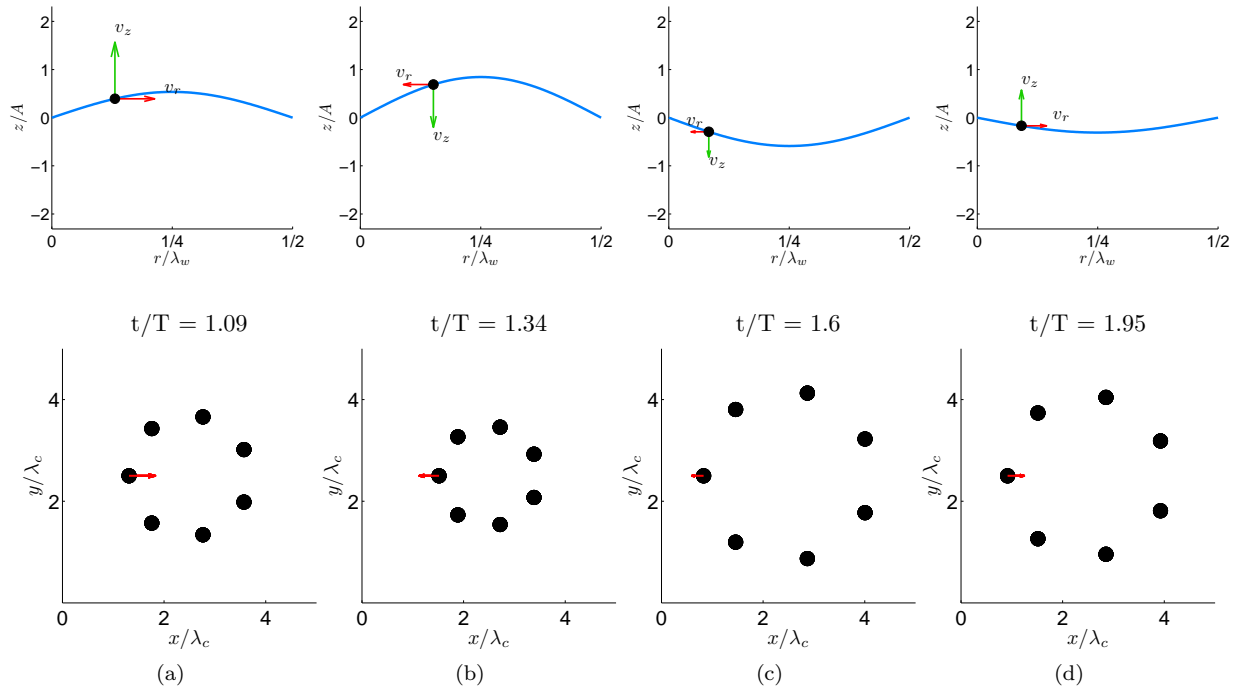 2 2 2 2
v_z
1 1 1 1
v_r v_r v_z
z/A z/A z/A z/A
0 0 0 v_r 0 v_r
v_z v_z
−1 −1 −1 −1
−2 −2 −2 −2
0 1/4 1/2 0 1/4 1/2 0 1/4 1/2 0 1/4 1/2
r/λ_w r/λ_w r/λ_w r/λ_w
t/T = 1.09 t/T = 1.34 t/T = 1.6 t/T = 1.95
4 4 4 4
y/λ_c y/λ_c y/λ_c y/λ_c
2 2 2 2
0 2 4 0 2 4 0 2 4 0 2 4
x/λ_c x/λ_c x/λ_c x/λ_c
(a) (b) (c) (d)